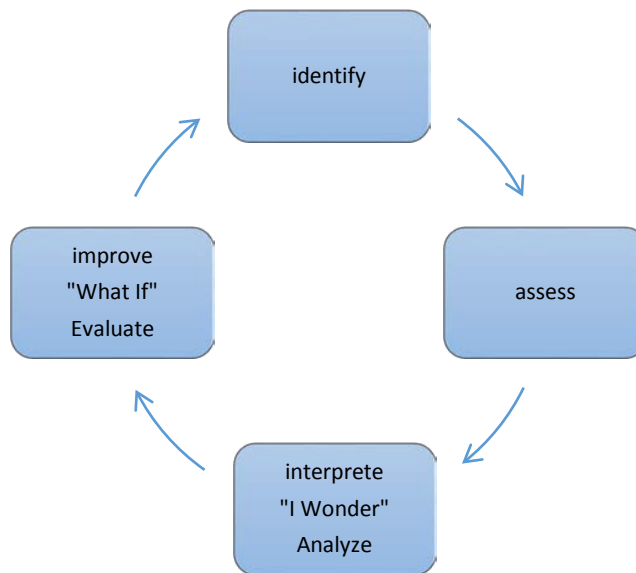 identify
assess
interprete
"I Wonder"
Analyze
improve
"What If"
Evaluate